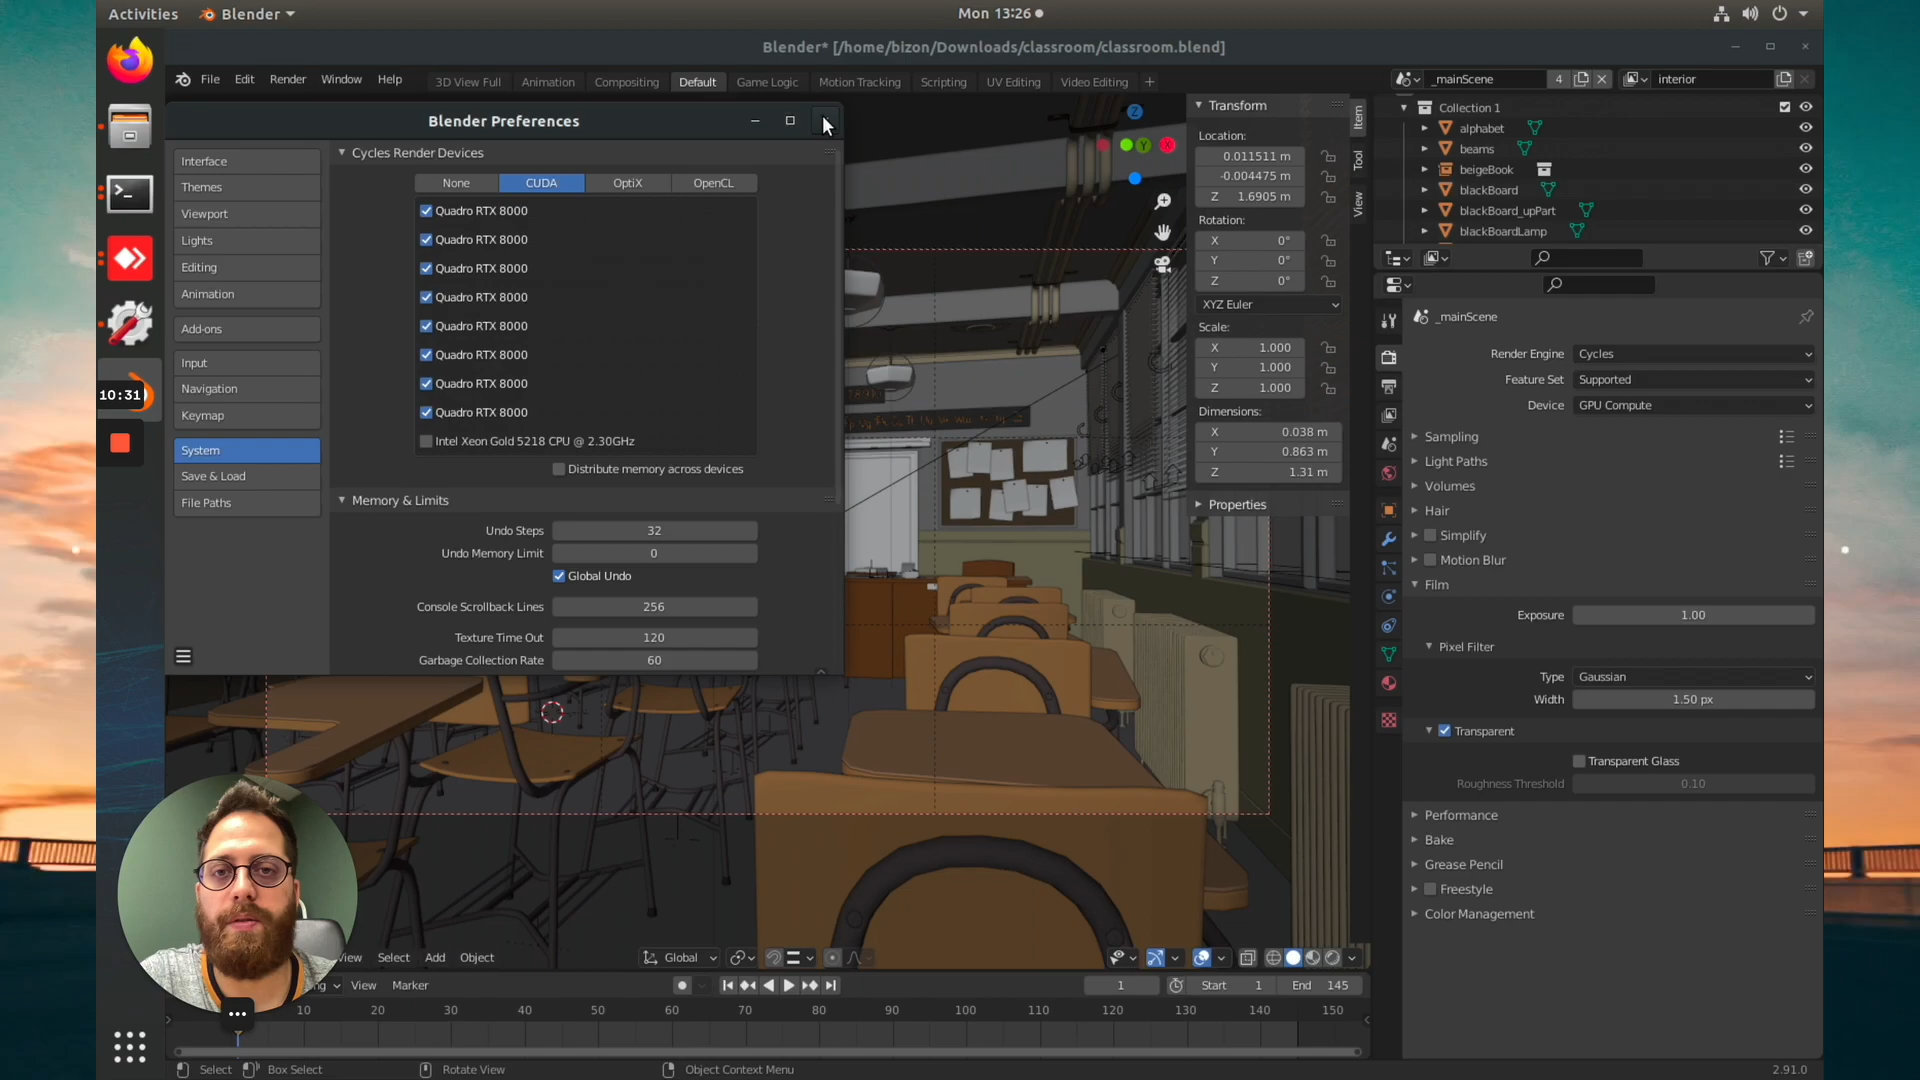 Activities
Blender
Mon 13:26
Blender* [/home/bizon/Downloads/classroom/classroom.blend]
File Edit Render Window Help
3D View Full Animation Compositing Default Game Logic Motion Tracking Scripting UV Editing Video Editing +
_mainScene 4
interior
Blender Preferences
Interface
Themes
Viewport
Lights
Editing
Animation
Add-ons
Input
Navigation
Keymap
System
Save & Load
File Paths
10:31
Cycles Render Devices
None CUDA OptiX OpenCL
Quadro RTX 8000
Quadro RTX 8000
Quadro RTX 8000
Quadro RTX 8000
Quadro RTX 8000
Quadro RTX 8000
Quadro RTX 8000
Quadro RTX 8000
Intel Xeon Gold 5218 CPU @ 2.30GHz
Distribute memory across devices
Memory & Limits
Undo Steps 32
Undo Memory Limit 0
Global Undo
Console Scrollback Lines 256
Texture Time Out 120
Garbage Collection Rate 60
Z
Y
X
Transform
Location:
0.011511 m
-0.004475 m
Z 1.6905 m
Rotation:
X 0°
Y 0°
Z 0°
XYZ Euler
Scale:
X 1.000
Y 1.000
Z 1.000
Dimensions:
X 0.038 m
Y 0.863 m
Z 1.31 m
Properties
Item
Tool
View
Collection 1
alphabet
beams
beigeBook
blackBoard
blackBoard_upPart
blackBoardLamp
_mainScene
Render Engine Cycles
Feature Set Supported
Device GPU Compute
Sampling
Light Paths
Volumes
Hair
Simplify
Motion Blur
Film
Exposure 1.00
Pixel Filter
Type Gaussian
Width 1.50 px
Transparent
Transparent Glass
Roughness Threshold 0.10
Performance
Bake
Grease Pencil
Freestyle
Color Management
Select Add Object
Global
View Marker
1
Start 1
End 145
10 20 30 40 50 60 70 80 90 100 110 120 130 140 150
Select Box Select Rotate View Object Context Menu
2.91.0